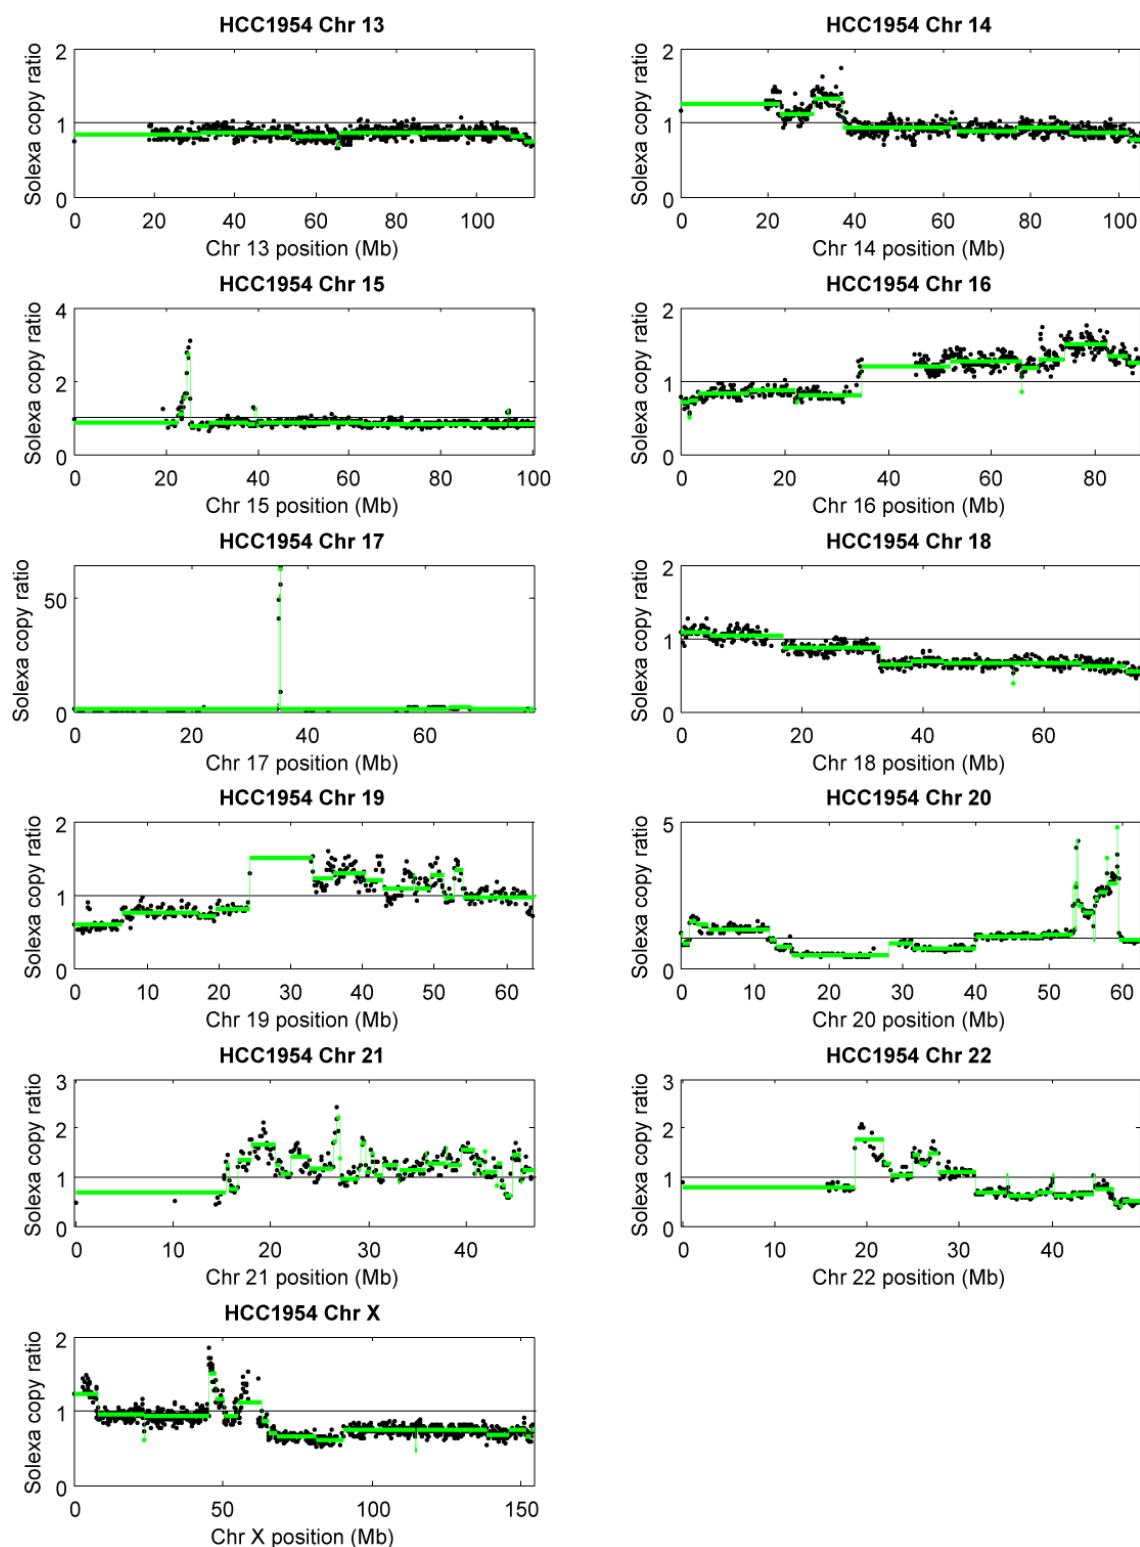 HCC1954 Chr 13
Solexa copy ratio
2
1
0
0 20 40 60 80 100
Chr 13 position (Mb)
HCC1954 Chr 14
Solexa copy ratio
2
1
0
0 20 40 60 80 100
Chr 14 position (Mb)
HCC1954 Chr 15
Solexa copy ratio
4
2
1
0
0 20 40 60 80 100
Chr 15 position (Mb)
HCC1954 Chr 16
Solexa copy ratio
2
1
0
0 20 40 60 80
Chr 16 position (Mb)
HCC1954 Chr 17
Solexa copy ratio
50
0
0 20 40 60
Chr 17 position (Mb)
HCC1954 Chr 18
Solexa copy ratio
2
1
0
0 20 40 60
Chr 18 position (Mb)
HCC1954 Chr 19
Solexa copy ratio
2
1
0
0 10 20 30 40 50 60
Chr 19 position (Mb)
HCC1954 Chr 20
Solexa copy ratio
5
1
0
0 10 20 30 40 50 60
Chr 20 position (Mb)
HCC1954 Chr 21
Solexa copy ratio
3
2
1
0
0 10 20 30 40
Chr 21 position (Mb)
HCC1954 Chr 22
Solexa copy ratio
3
2
1
0
0 10 20 30 40
Chr 22 position (Mb)
HCC1954 Chr X
Solexa copy ratio
2
1
0
0 50 100 150
Chr X position (Mb)